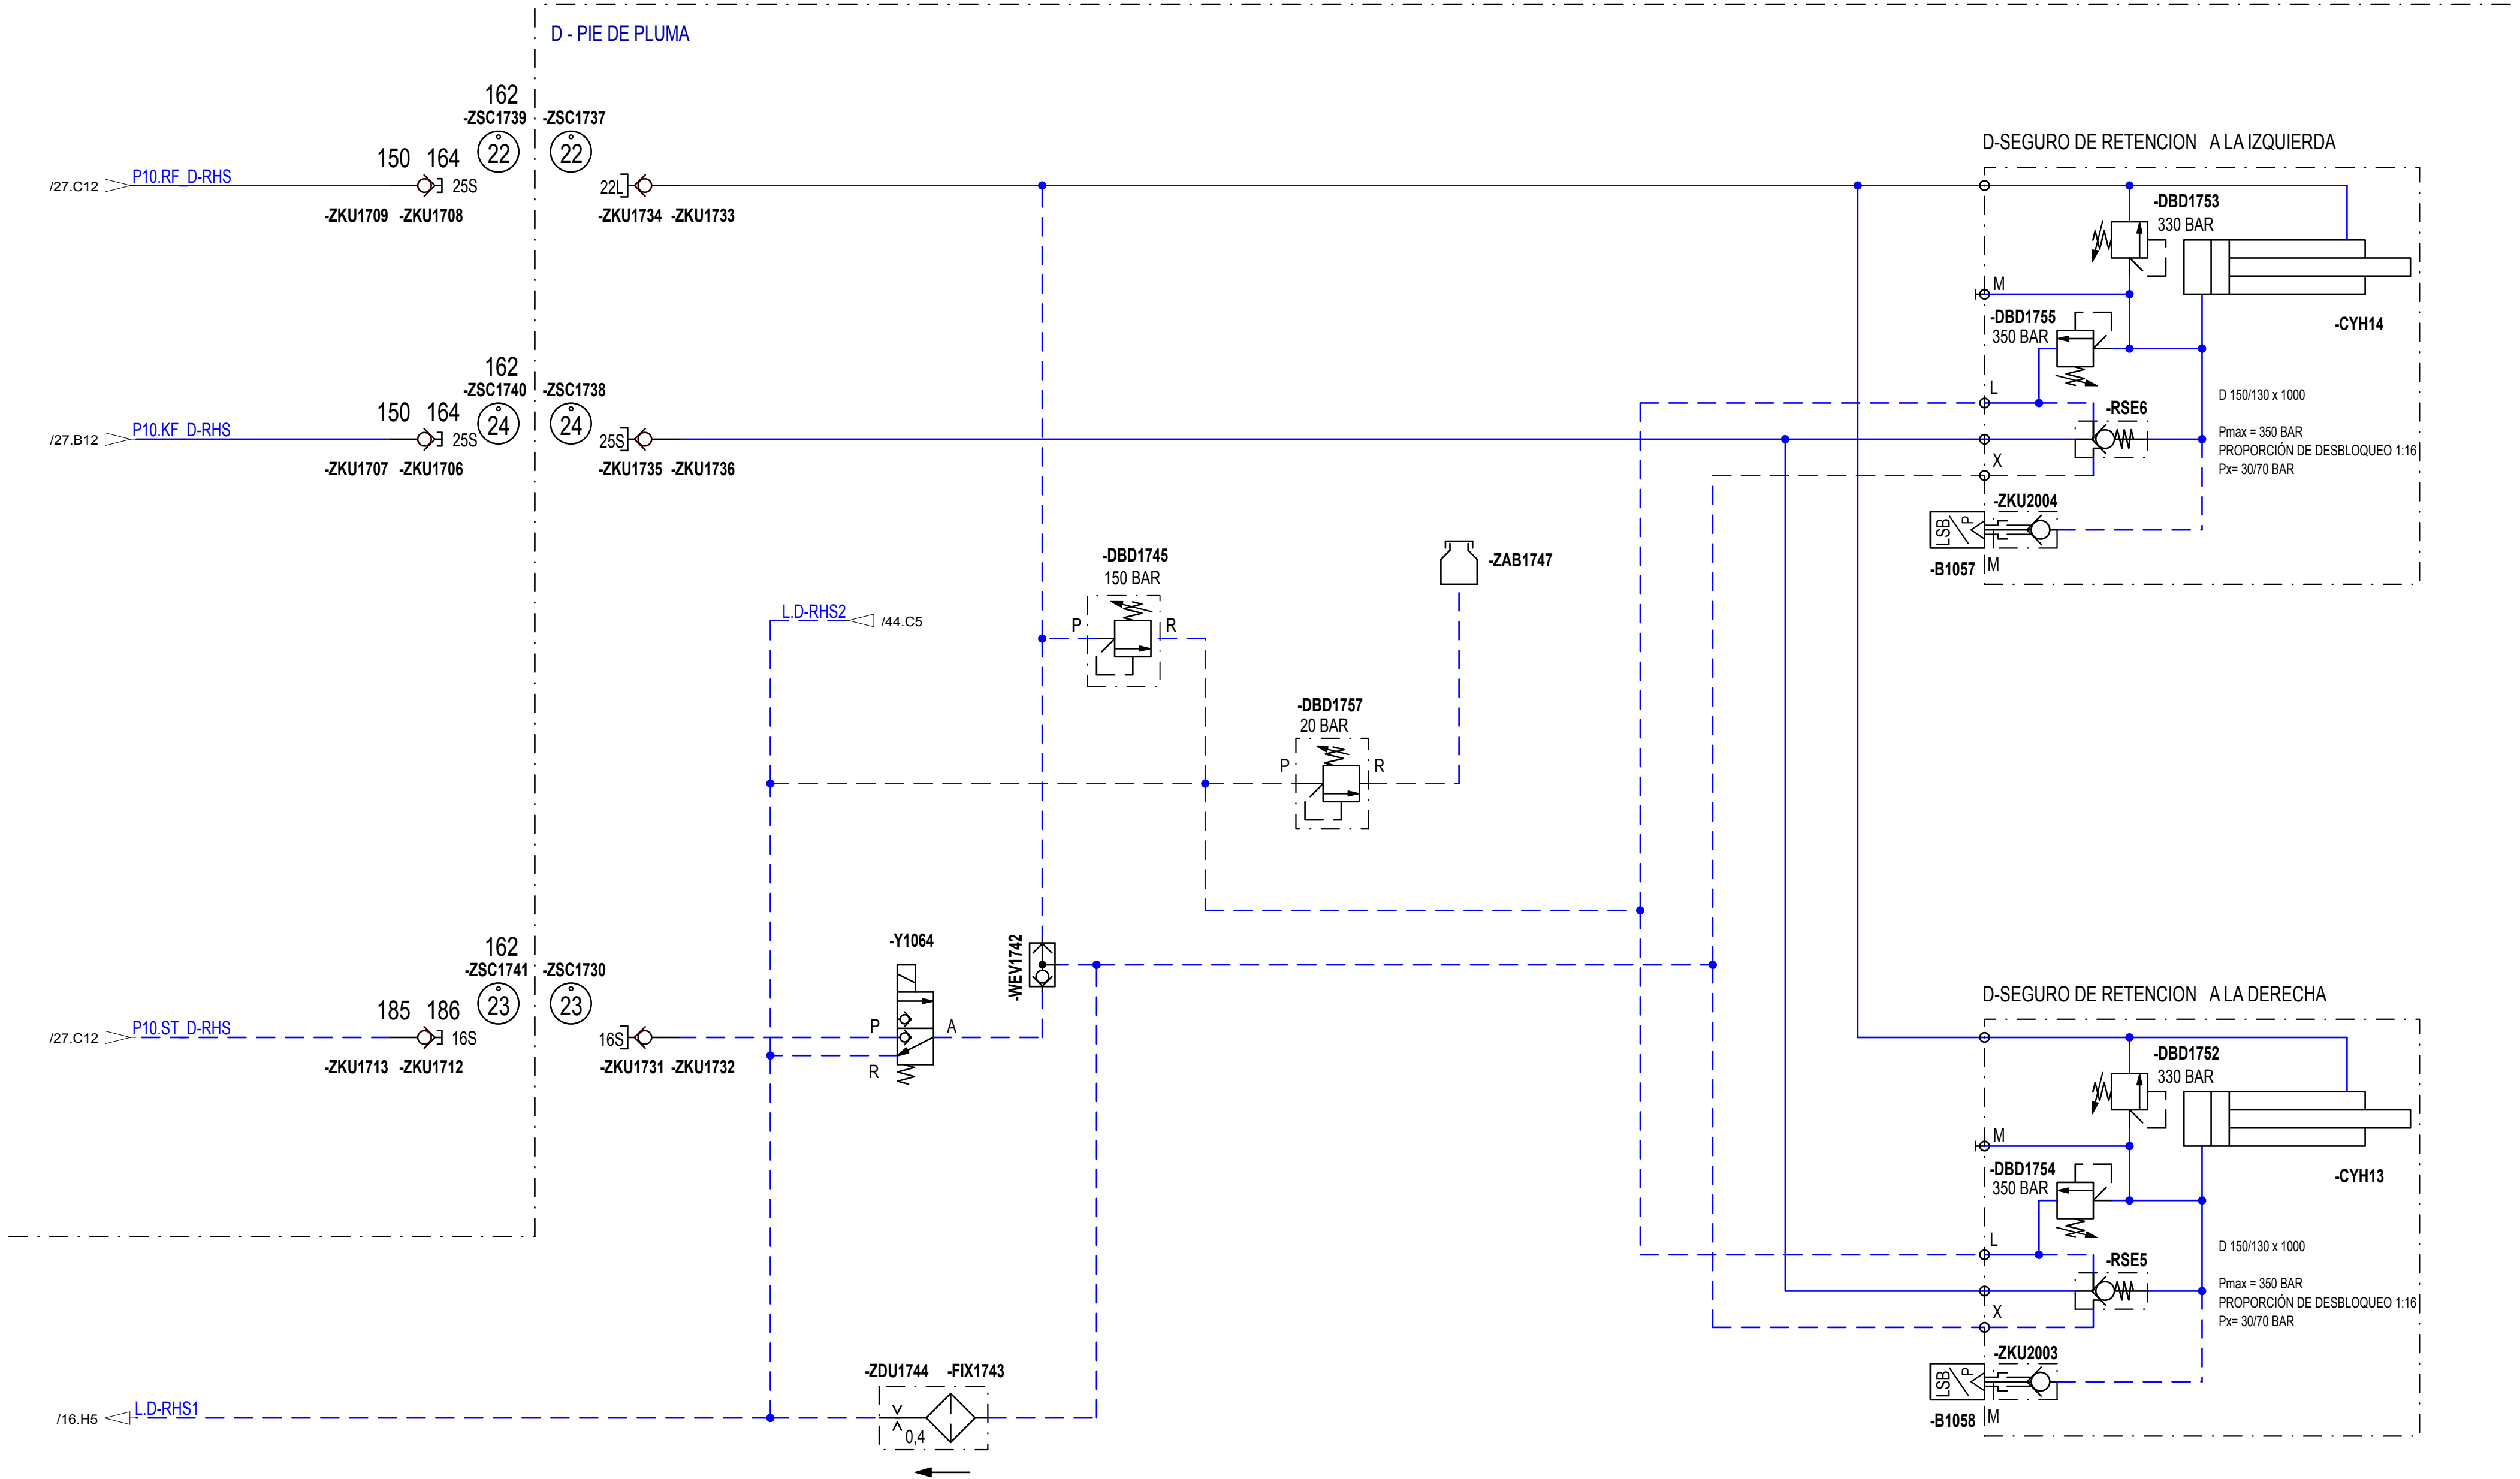 D - PIE DE PLUMA
162
-ZSC1739 -ZSC1737
22 22
150 164
/27.C12 P10.RF_D-RHS 25S 22L
-ZKU1709 -ZKU1708 -ZKU1734 -ZKU1733
D-SEGURO DE RETENCION A LA IZQUIERDA
-DBD1753
330 BAR
M
-DBD1755
350 BAR
-CYH14
L
-RSE6
D 150/130 x 1000
Pmax = 350 BAR
PROPORCIÓN DE DESBLOQUEO 1:16
Px= 30/70 BAR
X
-ZKU2004
LSB P
-B1057 M
162
-ZSC1740 -ZSC1738
24 24
150 164
/27.B12 P10.KF_D-RHS 25S 25S
-ZKU1707 -ZKU1706 -ZKU1735 -ZKU1736
-DBD1745
150 BAR
P R
-ZAB1747
L.D-RHS2 /44.C5
-DBD1757
20 BAR
P R
162
-ZSC1741 -ZSC1730
23 23
185 186
/27.C12 P10.ST_D-RHS 16S 16S
-ZKU1713 -ZKU1712 -ZKU1731 -ZKU1732
-Y1064
P A
R
-WEV1742
D-SEGURO DE RETENCION A LA DERECHA
-DBD1752
330 BAR
M
-DBD1754
350 BAR
-CYH13
L
-RSE5
D 150/130 x 1000
Pmax = 350 BAR
PROPORCIÓN DE DESBLOQUEO 1:16
Px= 30/70 BAR
X
-ZKU2003
LSB P
-B1058 M
-ZDU1744 -FIX1743
0,4
/16.H5 L.D-RHS1